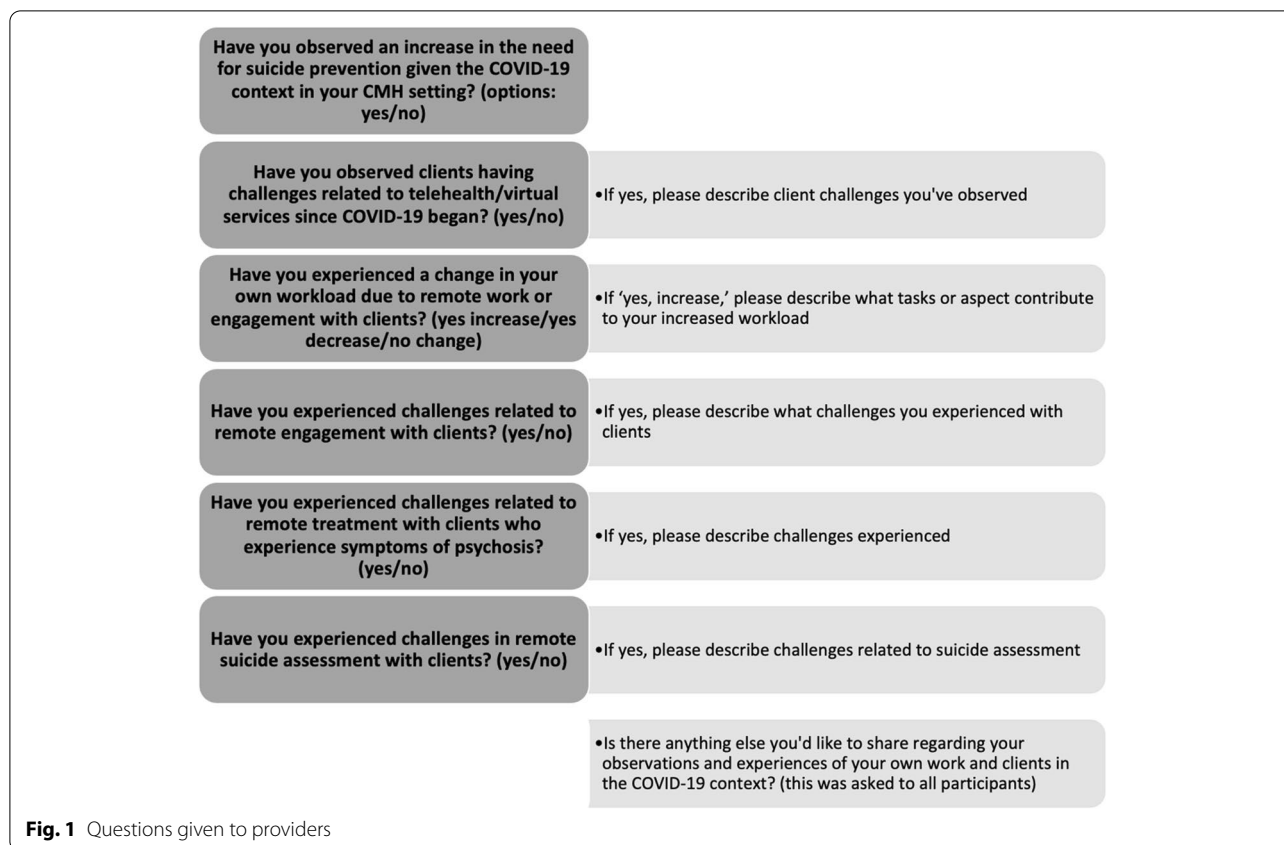 Have you observed an increase in the need
for suicide prevention given the COVID-19
context in your CMH setting? (options:
yes/no)
Have you observed clients having
challenges related to telehealth/virtual
services since COVID-19 began? (yes/no)
•If yes, please describe client challenges you've observed
Have you experienced a change in your
own workload due to remote work or
engagement with clients? (yes increase/yes
decrease/no change)
•If ‘yes, increase,’ please describe what tasks or aspect contribute
to your increased workload
Have you experienced challenges related to
remote engagement with clients? (yes/no)
•If yes, please describe what challenges you experienced with
clients
Have you experienced challenges related to
remote treatment with clients who
experience symptoms of psychosis?
(yes/no)
•If yes, please describe challenges experienced
Have you experienced challenges in remote
suicide assessment with clients? (yes/no)
•If yes, please describe challenges related to suicide assessment
•Is there anything else you'd like to share regarding your
observations and experiences of your own work and clients in
the COVID-19 context? (this was asked to all participants)
Fig. 1 Questions given to providers